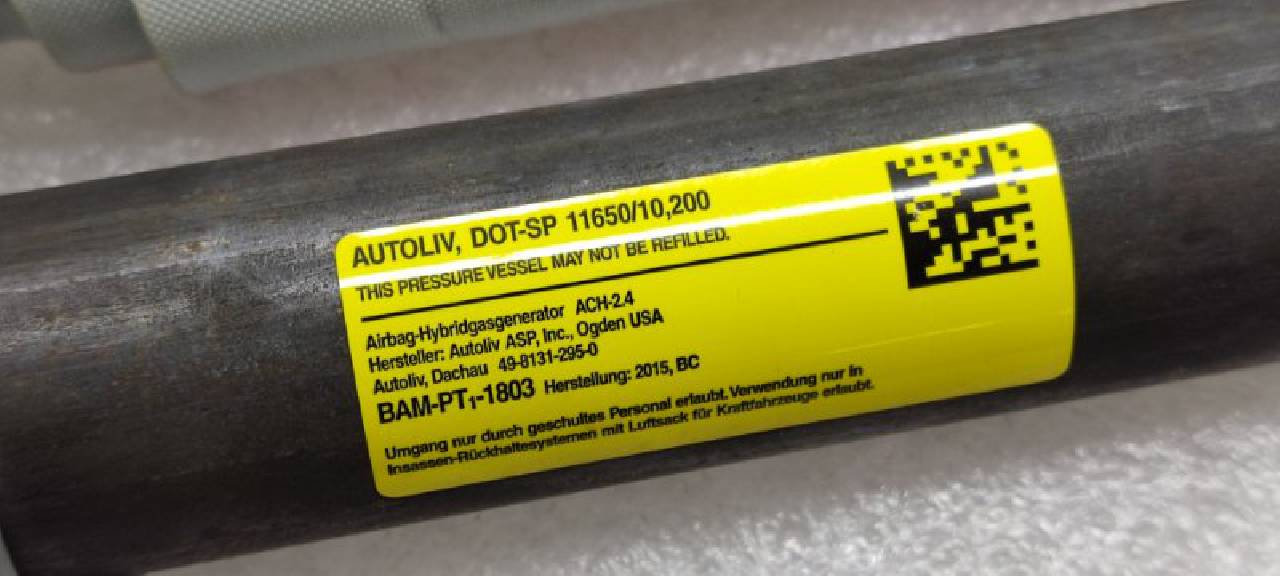 AUTOLIV, DOT-SP 11650/10,200
THIS PRESSURE VESSEL MAY NOT BE REFILLED.
Airbag-Hybridgasgenerator ACH-2.4
Hersteller: Autoliv ASP, Inc., Ogden USA
Autoliv, Dachau 49-8131-295-0
BAM-PT₁-1803 Herstellung: 2015, BC
Umgang nur durch geschultes Personal erlaubt. Verwendung nur in
Insassen-Rückhaltesystemen mit Luftsack für Kraftfahrzeuge erlaubt.